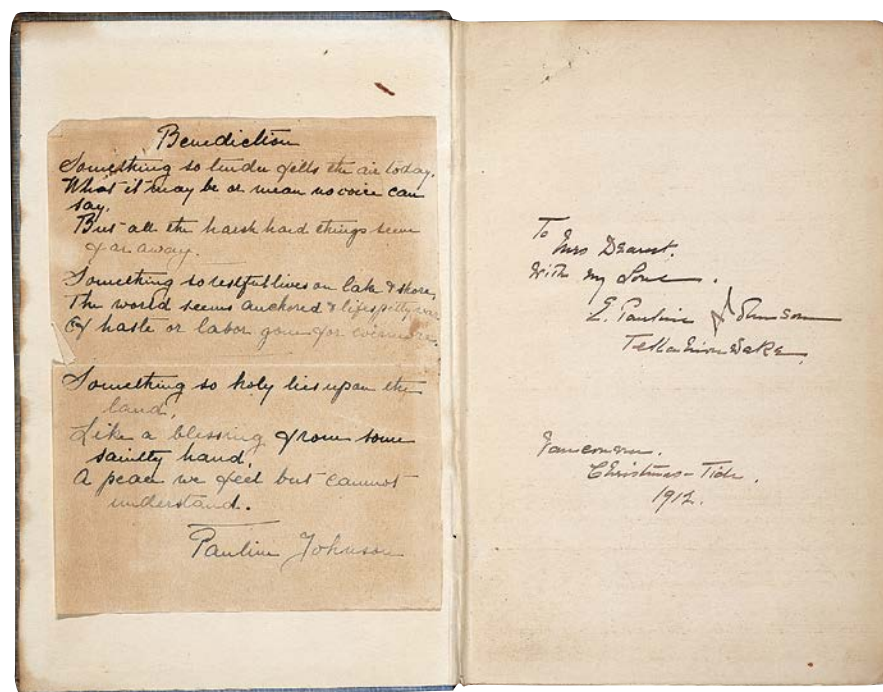 Benediction
Something so tender fills the air today,
What it may be or mean no voice can
say,
But all the harsh hard things seem
far away.
Something so restful lives on lake & shore,
The world seems anchored & life's petty war
Of haste or labor gone for evermore.
Something so holy lies upon the
land,
Like a blessing from some
saintly hand,
A peace we feel but cannot
understand.
Pauline Johnson
To
Mrs
With my Love.
E. Pauline Johnson
Tekahionwake
Vancouver.
Christmas-Tide.
1912.